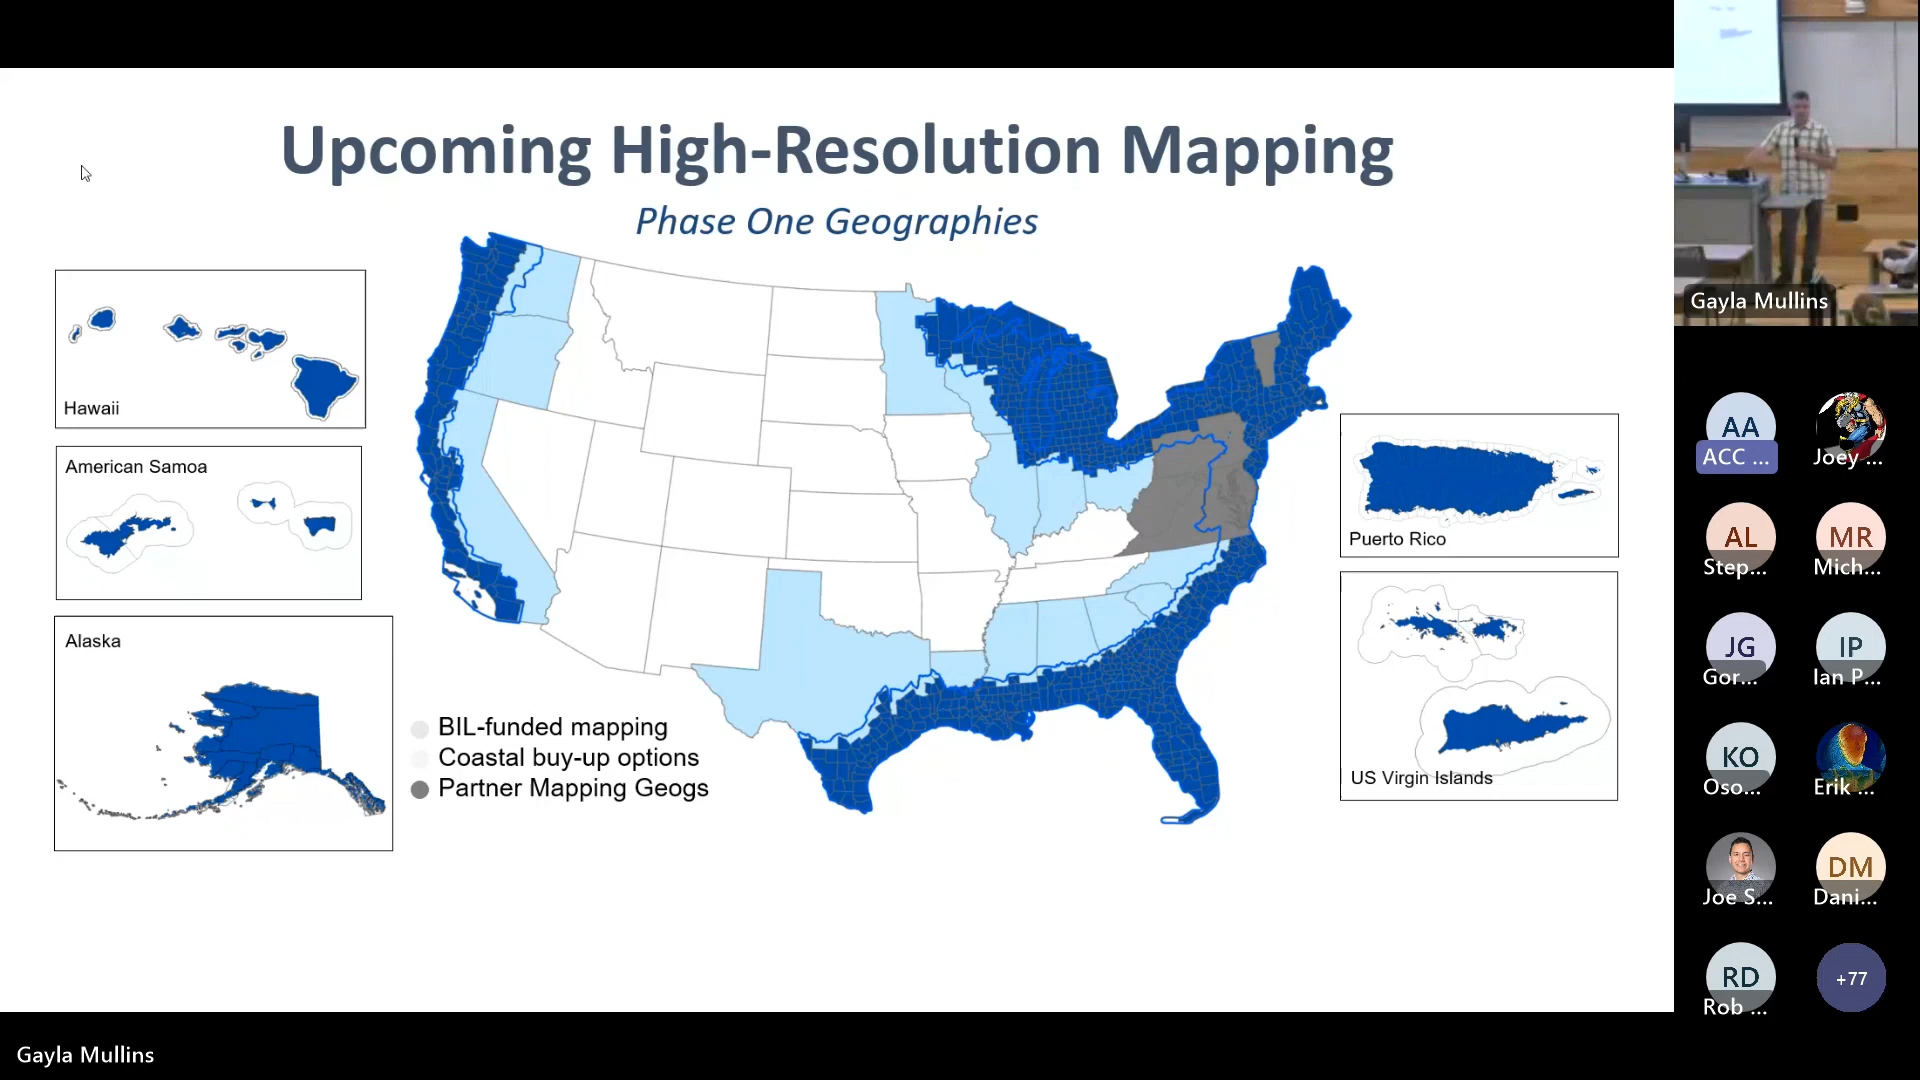 Upcoming High-Resolution Mapping
Phase One Geographies
Hawaii
American Samoa
Alaska
BIL-funded mapping
Coastal buy-up options
Partner Mapping Geogs
Puerto Rico
US Virgin Islands
Gayla Mullins
AA
ACC ...
Joey ...
AL
Step...
MR
Mich...
JG
Gor...
IP
Ian P...
KO
Oso...
Erik ...
Joe S...
DM
Dani...
RD
Rob ...
+77
Gayla Mullins